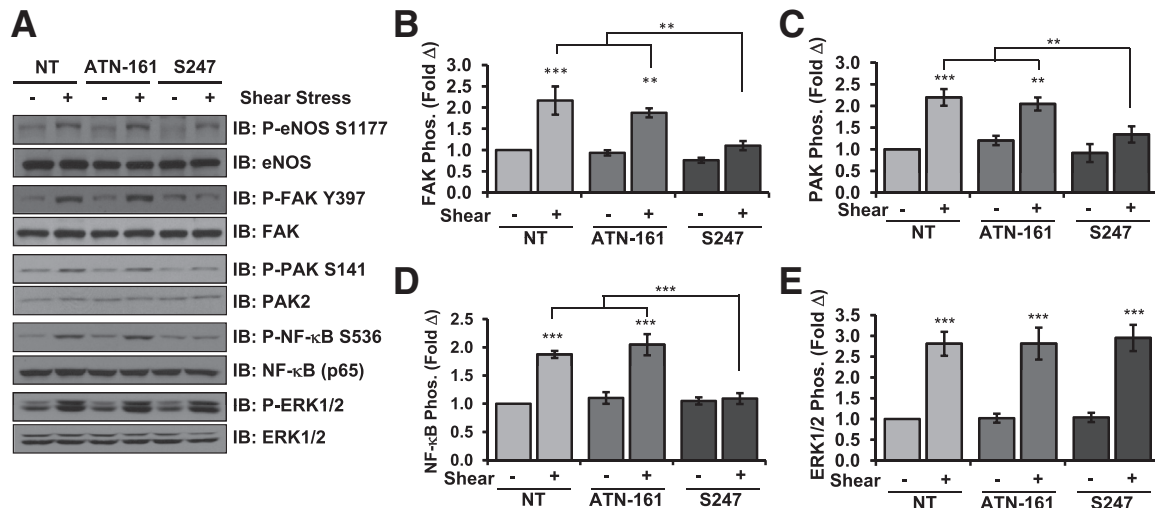 A
NT ATN-161 S247
- + - + - + Shear Stress
IB: P-eNOS S1177
IB: eNOS
IB: P-FAK Y397
IB: FAK
IB: P-PAK S141
IB: PAK2
IB: P-NF-κB S536
IB: NF-κB (p65)
IB: P-ERK1/2
IB: ERK1/2
B
FAK Phos. (Fold Δ)
3.0
2.5
2.0
1.5
1.0
0.5
0.0
***
**
**
Shear - + - + - +
NT ATN-161 S247
C
PAK Phos. (Fold Δ)
3.0
2.5
2.0
1.5
1.0
0.5
0.0
***
**
**
Shear - + - + - +
NT ATN-161 S247
D
NF-κB Phos. (Fold Δ)
2.5
2.0
1.5
1.0
0.5
0.0
***
***
***
Shear - + - + - +
NT ATN-161 S247
E
ERK1/2 Phos. (Fold Δ)
3.5
3.0
2.5
2.0
1.5
1.0
0.5
0.0
***
***
***
Shear - + - + - +
NT ATN-161 S247